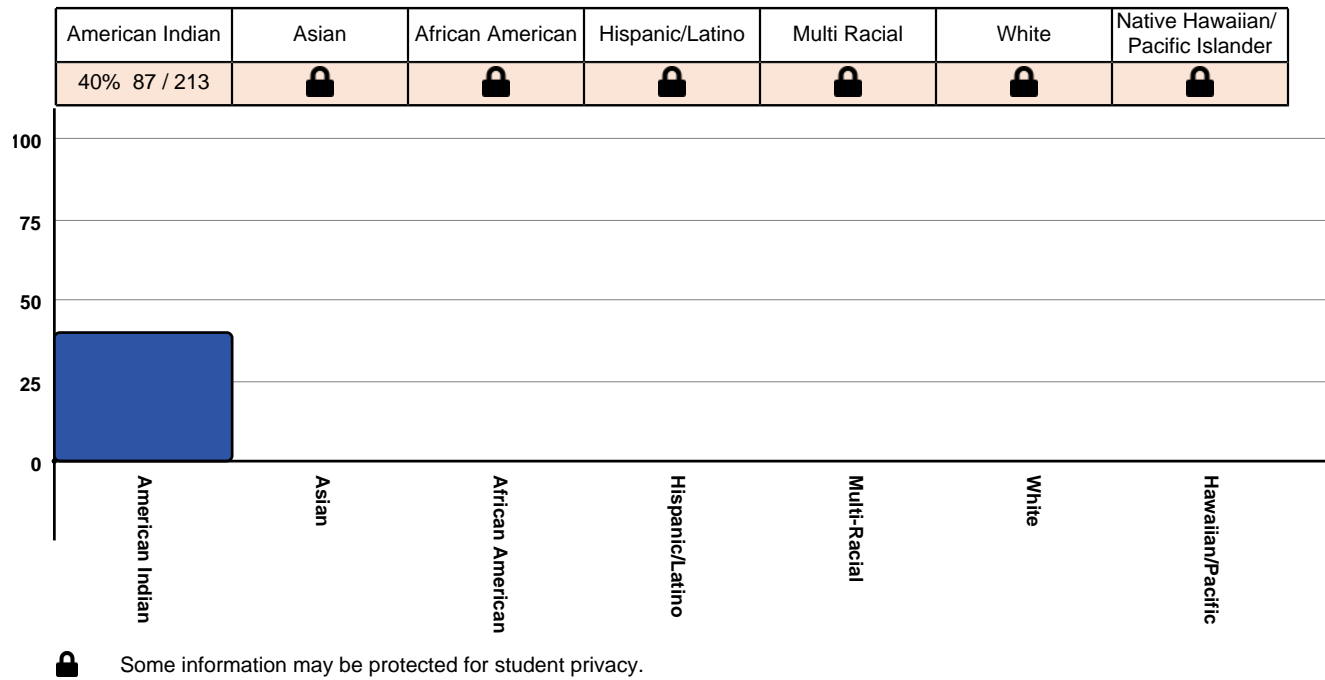 American Indian Asian African American Hispanic/Latino Multi Racial White Native Hawaiian/
Pacific Islander
40% 87 / 213
100
75
50
25
0
American Indian
Asian
African American
Hispanic/Latino
Multi-Racial
White
Hawaiian/Pacific
Some information may be protected for student privacy.